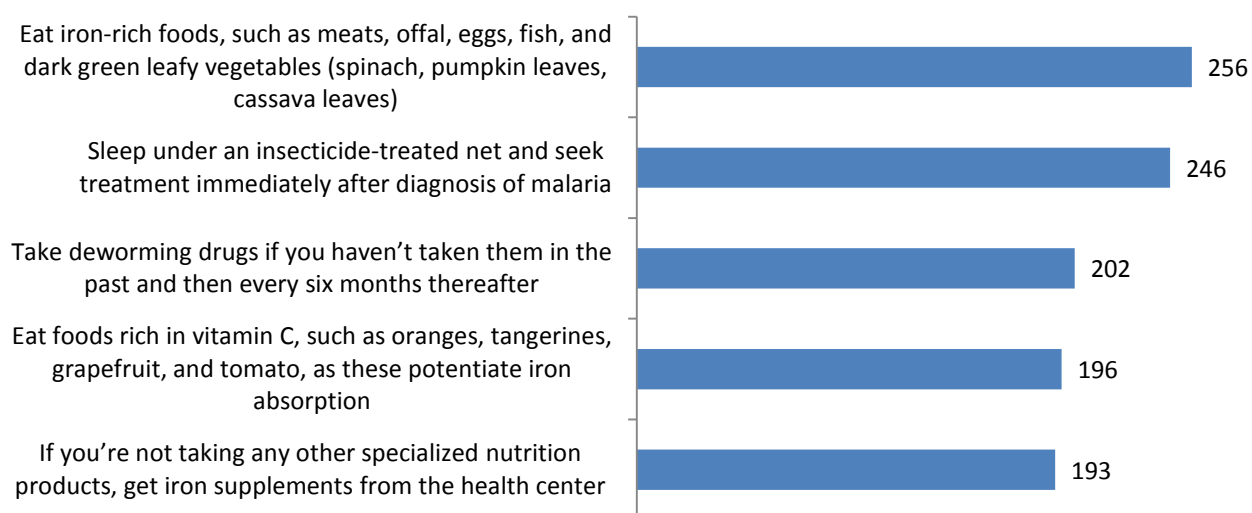 Eat iron-rich foods, such as meats, offal, eggs, fish, and
dark green leafy vegetables (spinach, pumpkin leaves,
cassava leaves)
256
Sleep under an insecticide-treated net and seek
treatment immediately after diagnosis of malaria
246
Take deworming drugs if you haven’t taken them in the
past and then every six months thereafter
202
Eat foods rich in vitamin C, such as oranges, tangerines,
grapefruit, and tomato, as these potentiate iron
absorption
196
If you’re not taking any other specialized nutrition
products, get iron supplements from the health center
193